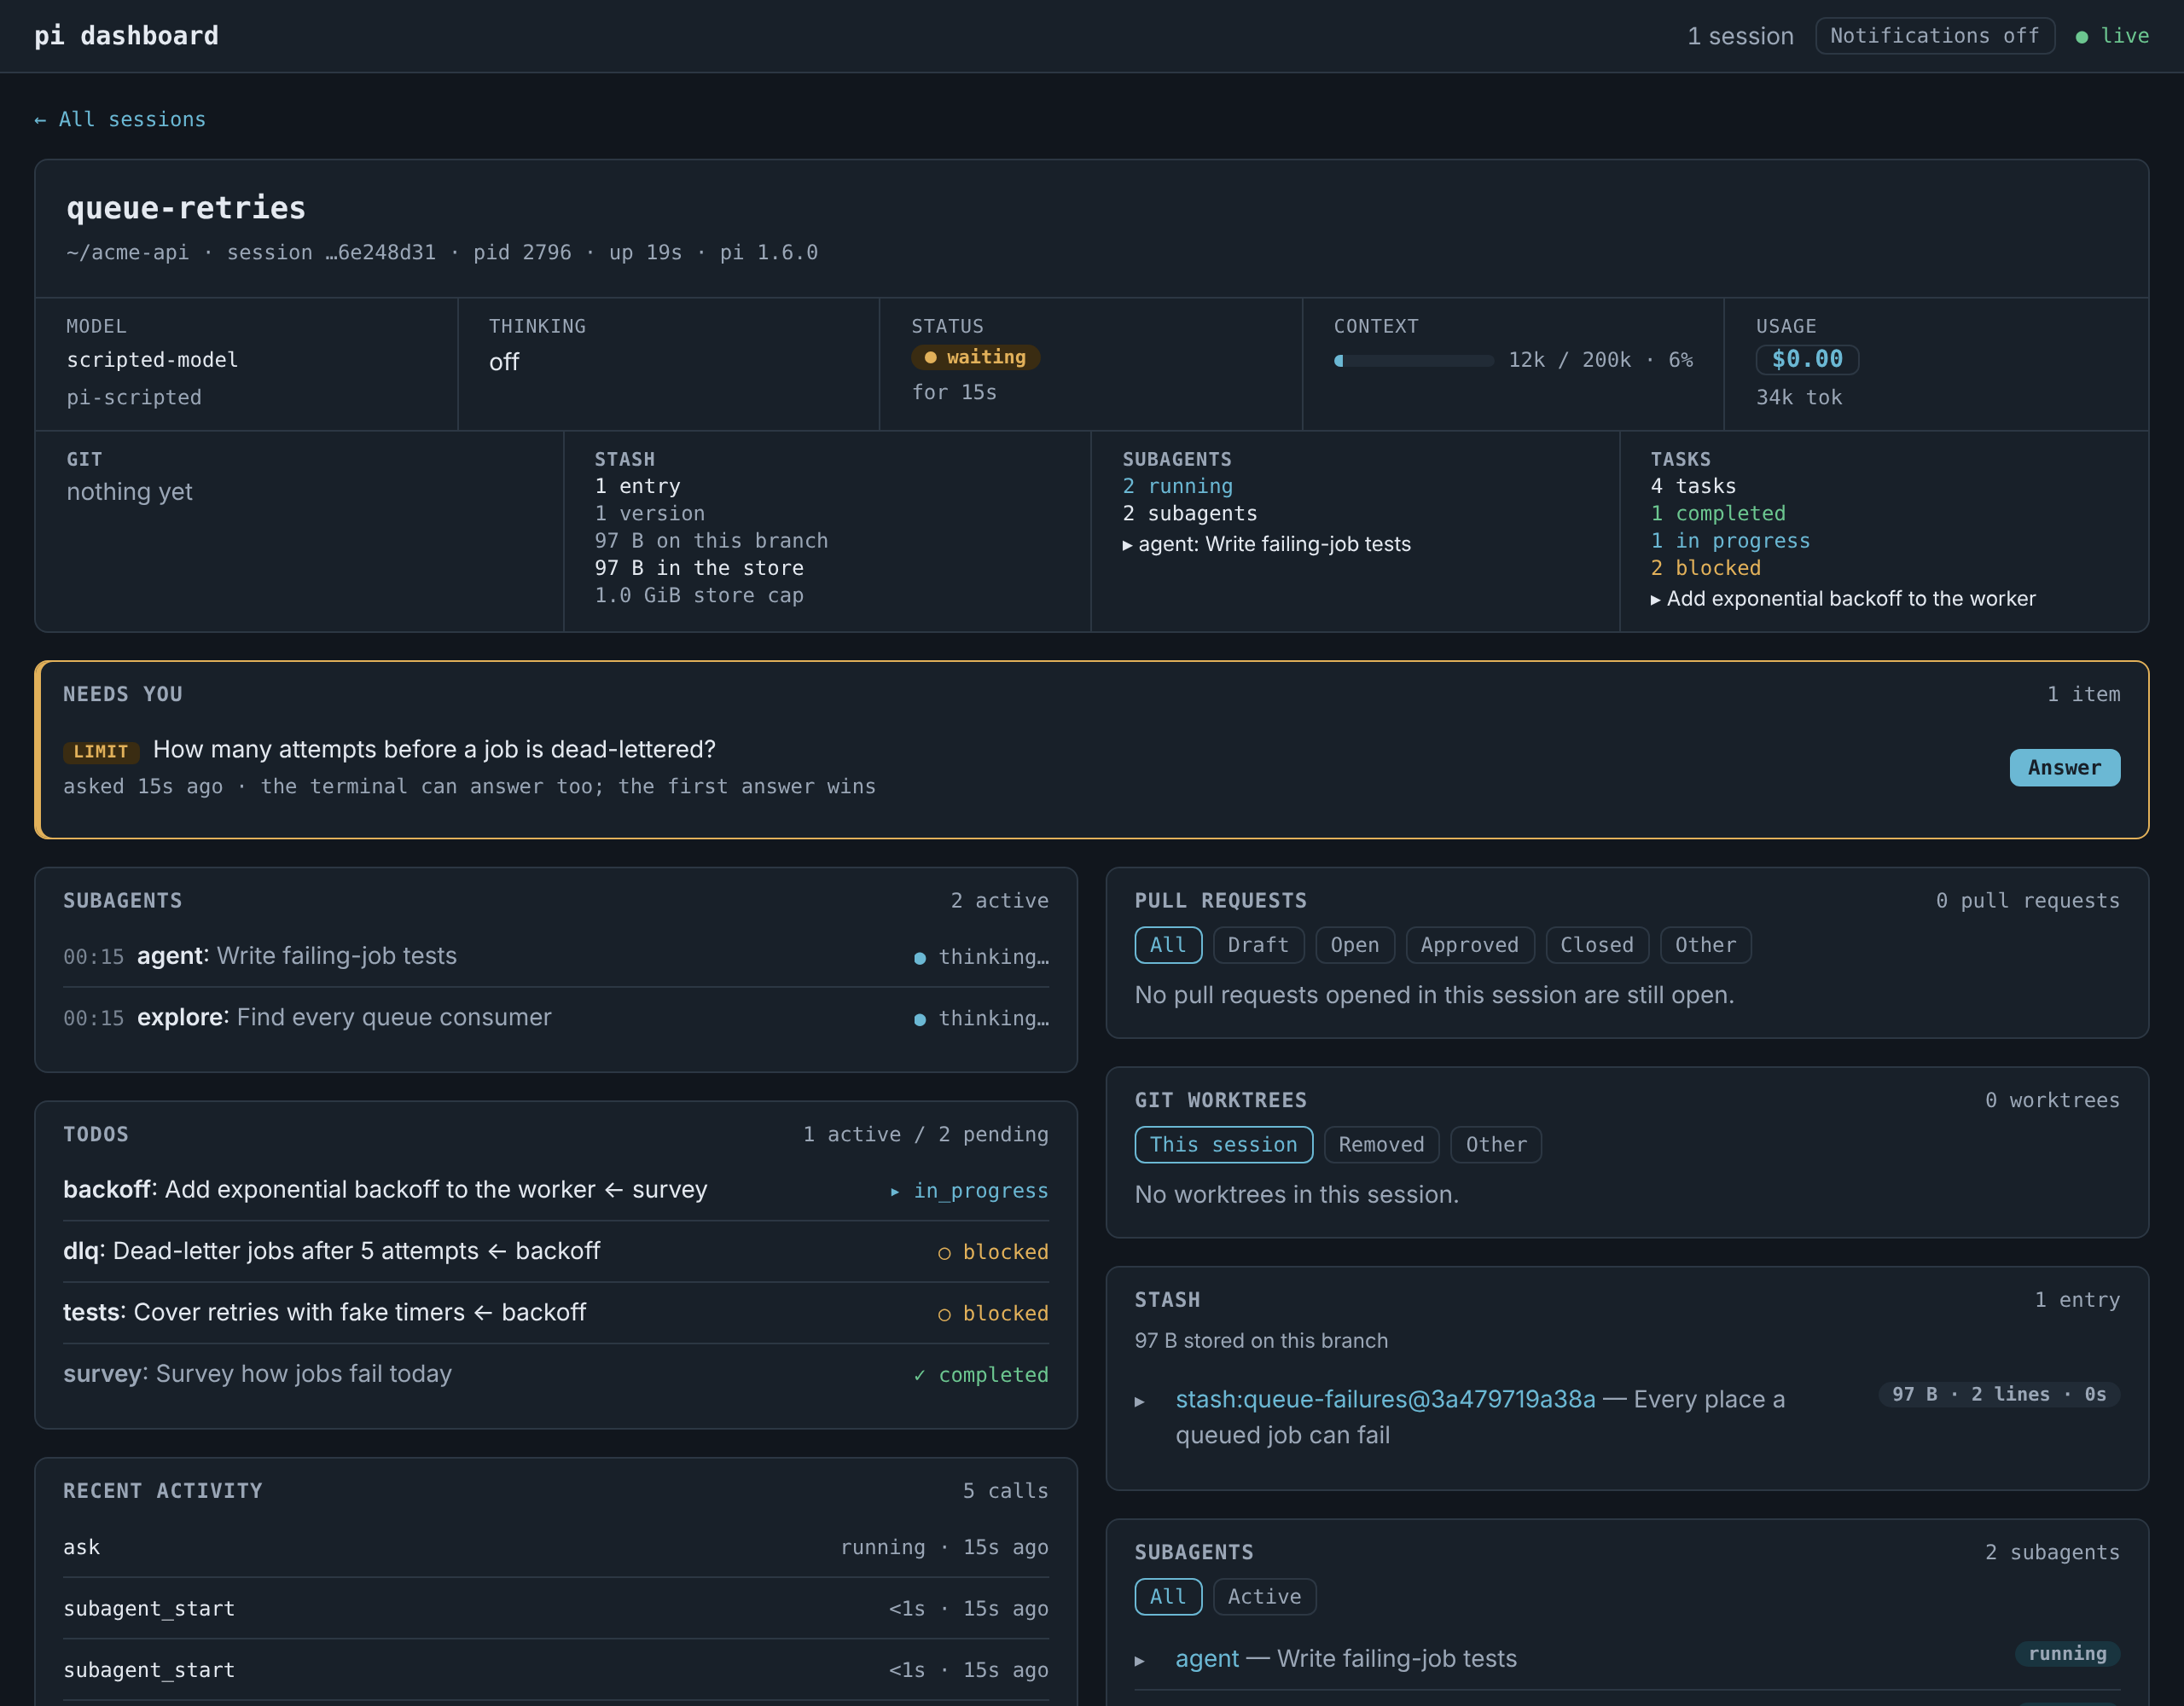 pi dashboard
1 session
Notifications off
● live
← All sessions
queue-retries
~/acme-api · session …6e248d31 · pid 2796 · up 19s · pi 1.6.0
MODEL
scripted-model
pi-scripted
THINKING
off
STATUS
● waiting
for 15s
CONTEXT
12k / 200k · 6%
USAGE
$0.00
34k tok
GIT
nothing yet
STASH
1 entry
1 version
97 B on this branch
97 B in the store
1.0 GiB store cap
SUBAGENTS
2 running
2 subagents
▸ agent: Write failing-job tests
TASKS
4 tasks
1 completed
1 in progress
2 blocked
▸ Add exponential backoff to the worker
NEEDS YOU
1 item
LIMIT How many attempts before a job is dead-lettered?
asked 15s ago · the terminal can answer too; the first answer wins
Answer
SUBAGENTS
2 active
00:15 agent: Write failing-job tests
● thinking…
00:15 explore: Find every queue consumer
● thinking…
TODOS
1 active / 2 pending
backoff: Add exponential backoff to the worker ← survey
▸ in_progress
dlq: Dead-letter jobs after 5 attempts ← backoff
○ blocked
tests: Cover retries with fake timers ← backoff
○ blocked
survey: Survey how jobs fail today
✓ completed
RECENT ACTIVITY
5 calls
ask
running · 15s ago
subagent_start
<1s · 15s ago
subagent_start
<1s · 15s ago
PULL REQUESTS
0 pull requests
All
Draft
Open
Approved
Closed
Other
No pull requests opened in this session are still open.
GIT WORKTREES
0 worktrees
This session
Removed
Other
No worktrees in this session.
STASH
1 entry
97 B stored on this branch
▸ stash:queue-failures@3a479719a38a — Every place a
queued job can fail
97 B · 2 lines · 0s
SUBAGENTS
2 subagents
All
Active
▸ agent — Write failing-job tests
running